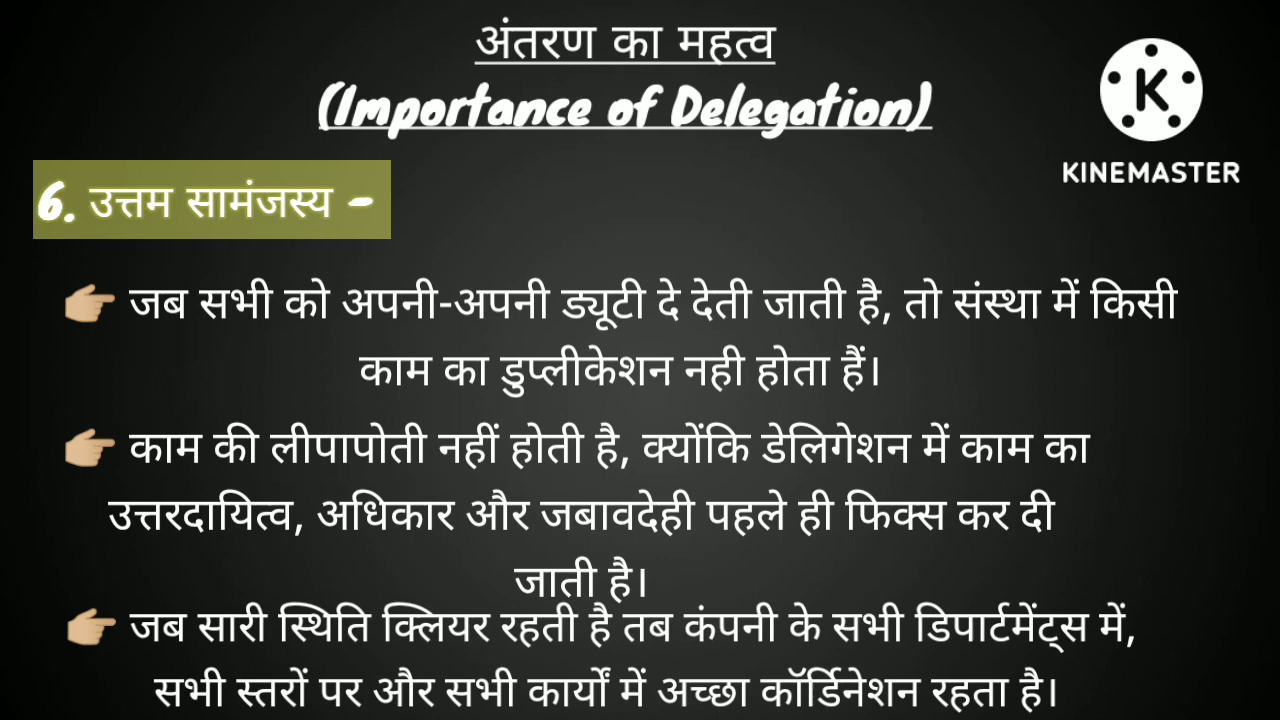 अंतरण का महत्व
(Importance of Delegation)
KINEMASTER
6. उत्तम सामंजस्य -
👉 जब सभी को अपनी-अपनी ड्यूटी दे देती जाती है, तो संस्था में किसी
काम का डुप्लीकेशन नही होता हैं।
👉 काम की लीपापोती नहीं होती है, क्योंकि डेलिगेशन में काम का
उत्तरदायित्व, अधिकार और जबावदेही पहले ही फिक्स कर दी
जाती है।
👉 जब सारी स्थिति क्लियर रहती है तब कंपनी के सभी डिपार्टमेंट्स में,
सभी स्तरों पर और सभी कार्यों में अच्छा कॉर्डिनेशन रहता है।